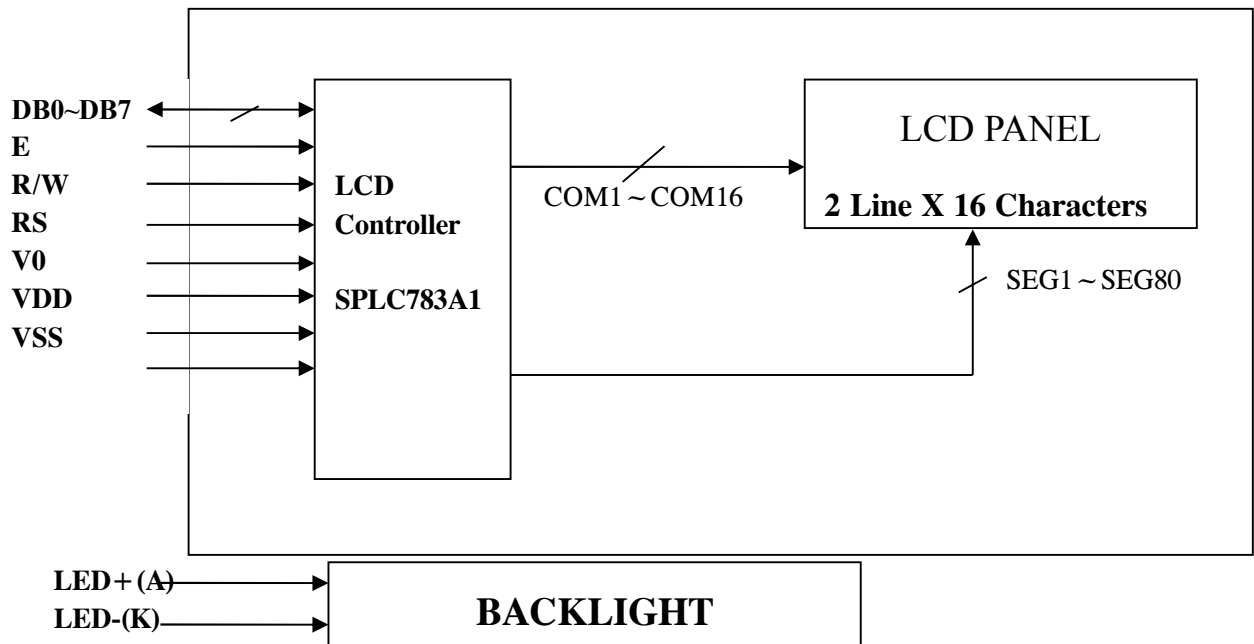 DB0~DB7
E
R/W
RS
V0
VDD
VSS
LCD
Controller
SPLC783A1
COM1~COM16
LCD PANEL
2 Line X 16 Characters
SEG1~SEG80
LED+(A)
LED-(K)
BACKLIGHT